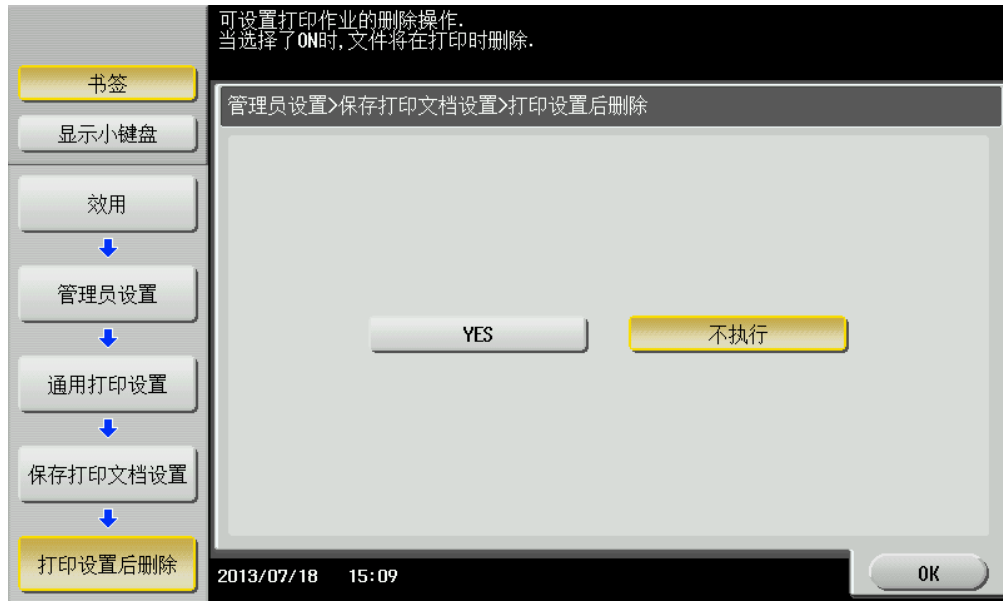 可设置打印作业的删除操作.
当选择了ON时,文件将在打印时删除.
书签
显示小键盘
管理员设置>保存打印文档设置>打印设置后删除
效用
管理员设置
通用打印设置
保存打印文档设置
打印设置后删除
YES
不执行
2013/07/18 15:09
OK